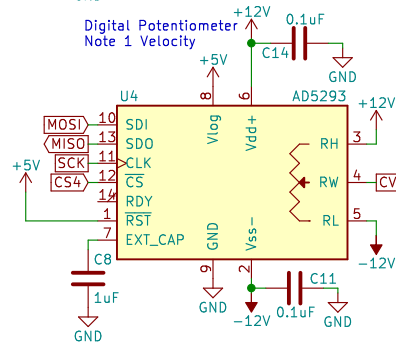 Digital Potentiometer
Note 1 Velocity
+12V
0.1uF
C14
GND
+5V
U4
8
6
AD5293
+12V
Vlog
Vdd+
MOSI
10
SDI
MISO
13
SDO
SCK
11
CLK
CS4
12
CS
14
RDY
+5V
1
RST
7
EXT_CAP
RH
3
RW
4
CV
RL
5
-12V
GND
Vss-
9
2
C8
1uF
GND
GND
-12V
C11
0.1uF
GND